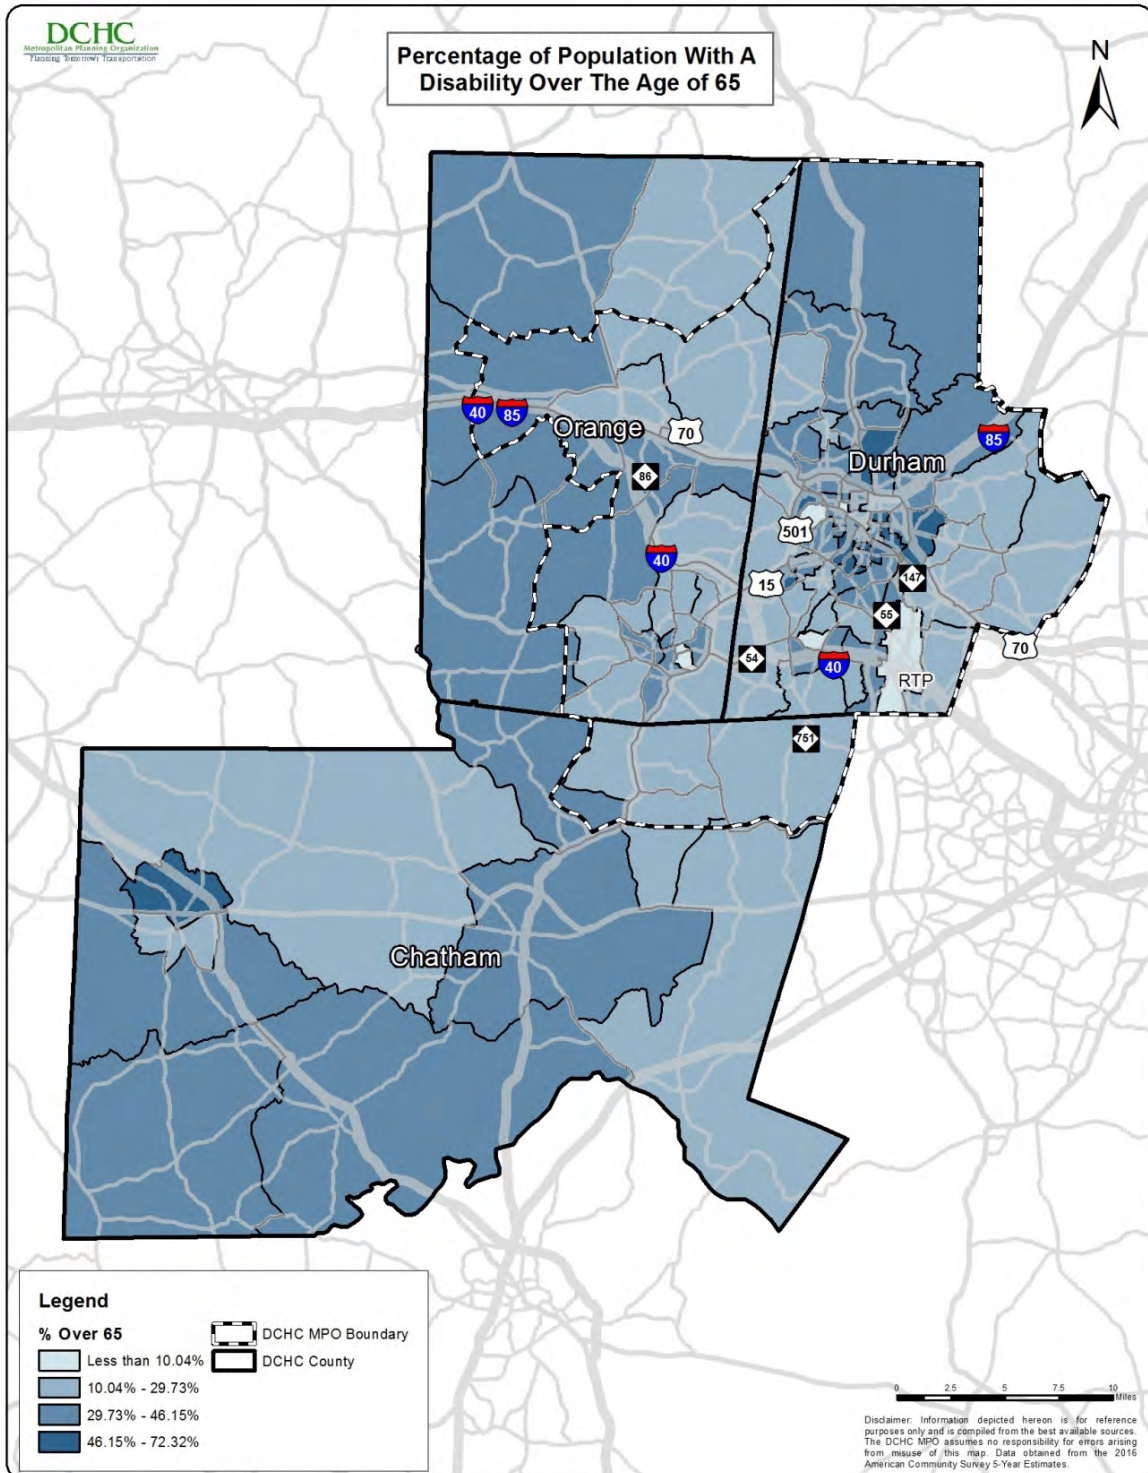 DCHC
Metropolitan Planning Organization
Planning Tomorrow's Transportation
Percentage of Population With A
Disability Over The Age of 65
N
40
85
Orange
70
86
Durham
85
501
40
15
147
55
54
40
70
RTP
751
Chatham
Legend
% Over 65
Less than 10.04%
10.04% - 29.73%
29.73% - 46.15%
46.15% - 72.32%
DCHC MPO Boundary
DCHC County
0 2.5 5 7.5 10
Miles
Disclaimer: Information depicted hereon is for reference
purposes only and is compiled from the best available sources.
The DCHC MPO assumes no responsibility for errors arising
from misuse of this map. Data obtained from the 2016
American Community Survey 5-Year Estimates.